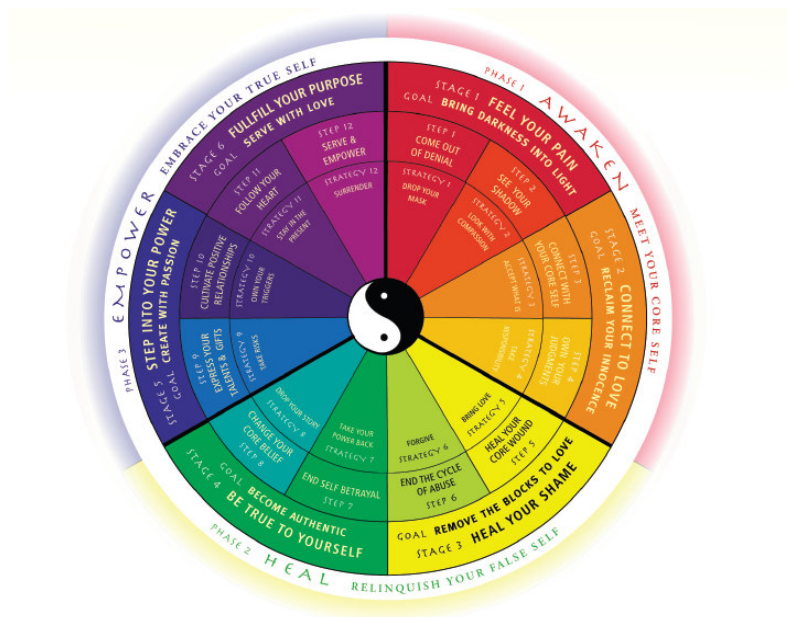 PHASE 1 AWAKEN MEET YOUR CORE SELF
STAGE 1 FEEL YOUR PAIN
GOAL BRING DARKNESS INTO LIGHT
STEP 1
COME OUT
OF DENIAL
STRATEGY 1
DROP YOUR
MASK
STEP 2
SEE YOUR
SHADOW
STRATEGY 2
LOOK WITH
COMPASSION
STAGE 2 CONNECT TO LOVE
GOAL RECLAIM YOUR INNOCENCE
STEP 3
CONNECT WITH
YOUR CORE SELF
STRATEGY 3
ACCEPT WHAT IS
STEP 4
OWN YOUR
JUDGMENTS
STRATEGY 4
TAKE
RESPONSIBILITY
PHASE 2 HEAL RELINQUISH YOUR FALSE SELF
GOAL REMOVE THE BLOCKS TO LOVE
STAGE 3 HEAL YOUR SHAME
BRING LOVE
STRATEGY 5
HEAL YOUR
CORE WOUND
STEP 5
FORGIVE
STRATEGY 6
END THE CYCLE
OF ABUSE
STEP 6
GOAL BECOME AUTHENTIC
STAGE 4 BE TRUE TO YOURSELF
TAKE YOUR
POWER BACK
STRATEGY 7
END SELF BETRAYAL
STEP 7
DROP YOUR STORY
STRATEGY 8
CHANGE YOUR
CORE BELIEF
STEP 8
PHASE 3 EMPOWER EMBRACE YOUR TRUE SELF
STAGE 5 STEP INTO YOUR POWER
GOAL CREATE WITH PASSION
STEP 9
EXPRESS YOUR
TALENTS & GIFTS
STRATEGY 9
TAKE RISKS
STEP 10
CULTIVATE POSITIVE
RELATIONSHIPS
STRATEGY 10
OWN YOUR
TRIGGERS
STAGE 6 FULLFILL YOUR PURPOSE
GOAL SERVE WITH LOVE
STEP 11
FOLLOW YOUR
HEART
STRATEGY 11
STAY IN THE
PRESENT
STEP 12
SERVE &
EMPOWER
STRATEGY 12
SURRENDER